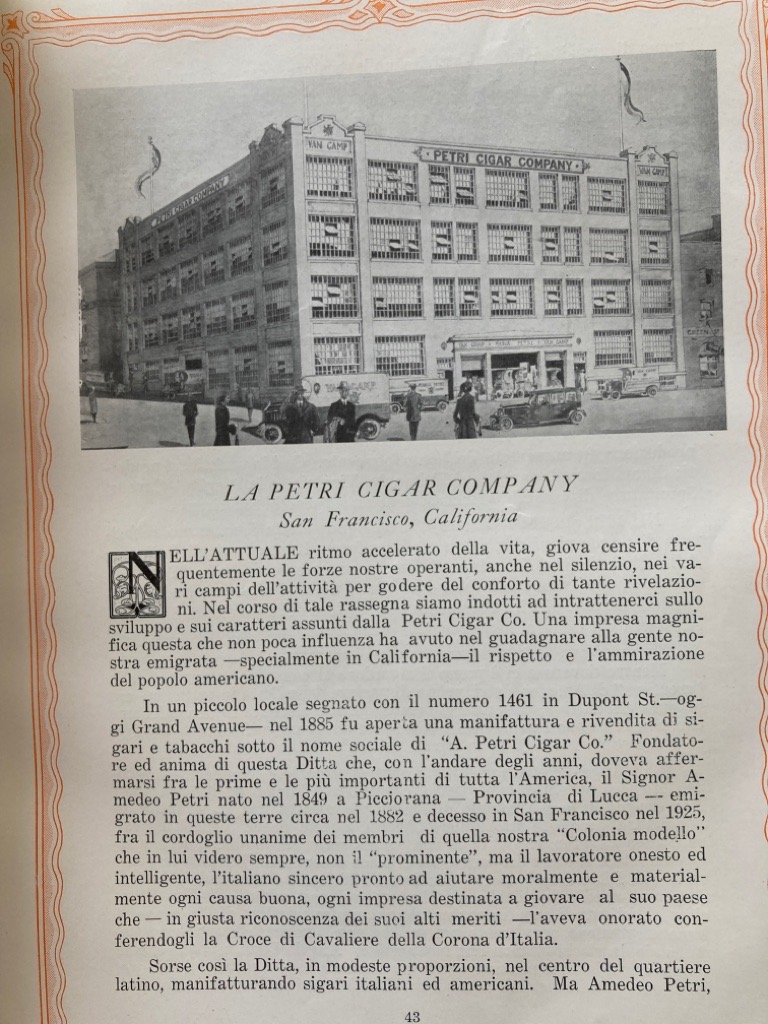 VAN CAMP
PETRI CIGAR COMPANY
PETRI CIGAR COMPANY
VAN CAMP
VAN CAMP
LA PETRI CIGAR COMPANY
San Francisco, California
NELL'ATTUALE ritmo accelerato della vita, giova censire fre-
quentemente le forze nostre operanti, anche nel silenzio, nei va-
ri campi dell'attività per godere del conforto di tante rivelazio-
ni. Nel corso di tale rassegna siamo indotti ad intrattenerci sullo
sviluppo e sui caratteri assunti dalla Petri Cigar Co. Una impresa magni-
fica questa che non poca influenza ha avuto nel guadagnare alla gente no-
stra emigrata —specialmente in California—il rispetto e l'ammirazione
del popolo americano.
In un piccolo locale segnato con il numero 1461 in Dupont St.—og-
gi Grand Avenue— nel 1885 fu aperta una manifattura e rivendita di si-
gari e tabacchi sotto il nome sociale di "A. Petri Cigar Co." Fondato-
re ed anima di questa Ditta che, con l'andare degli anni, doveva affer-
marsi fra le prime e le più importanti di tutta l'America, il Signor A-
medeo Petri nato nel 1849 a Picciorana — Provincia di Lucca — emi-
grato in queste terre circa nel 1882 e decesso in San Francisco nel 1925,
fra il cordoglio unanime dei membri di quella nostra "Colonia modello"
che in lui videro sempre, non il "prominente", ma il lavoratore onesto ed
intelligente, l'italiano sincero pronto ad aiutare moralmente e material-
mente ogni causa buona, ogni impresa destinata a giovare al suo paese
che — in giusta riconoscenza dei suoi alti meriti —l'aveva onorato con-
ferendogli la Croce di Cavaliere della Corona d'Italia.
Sorse così la Ditta, in modeste proporzioni, nel centro del quartiere
latino, manifatturando sigari italiani ed americani. Ma Amedeo Petri,
43